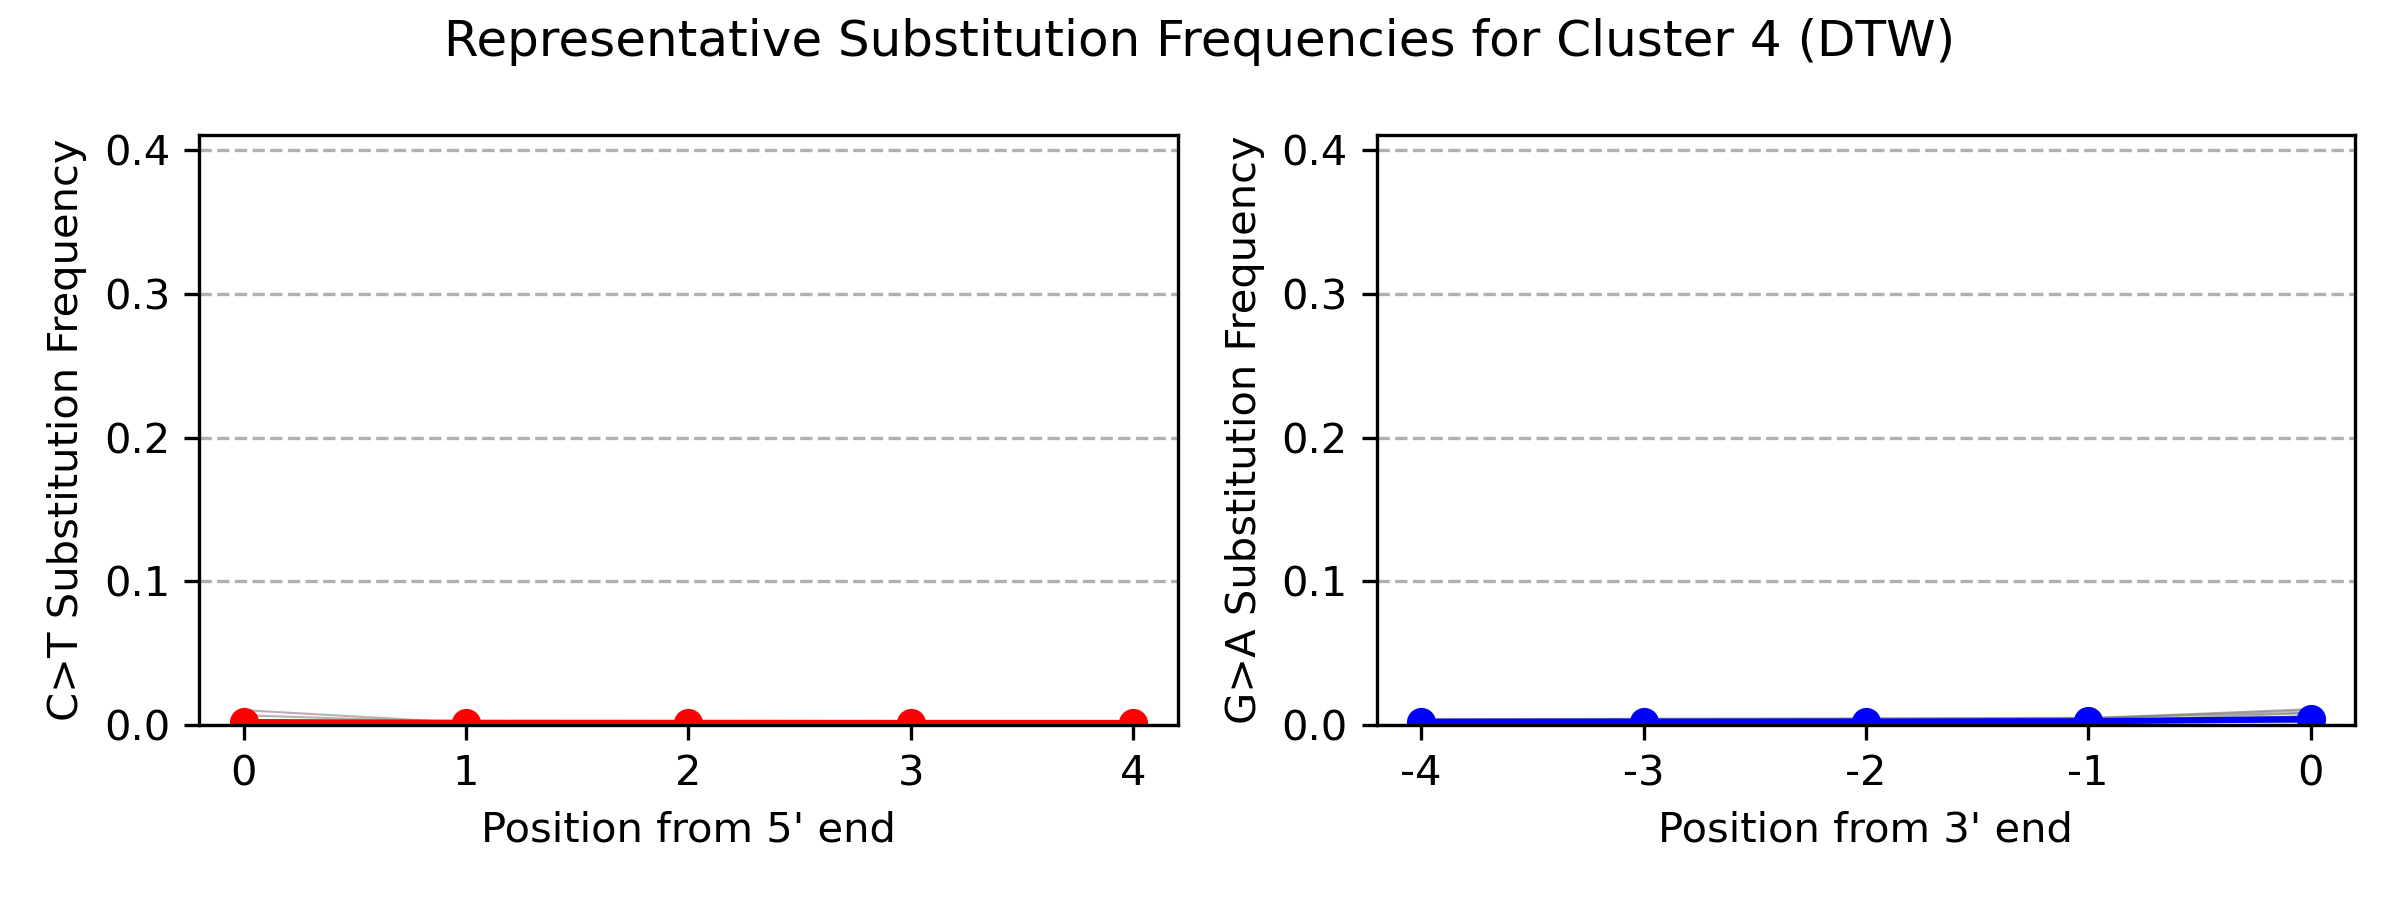 Representative Substitution Frequencies for Cluster 4 (DTW)
C>T Substitution Frequency
0.4
0.3
0.2
0.1
0.0
0 1 2 3 4
Position from 5' end
G>A Substitution Frequency
0.4
0.3
0.2
0.1
0.0
-4 -3 -2 -1 0
Position from 3' end